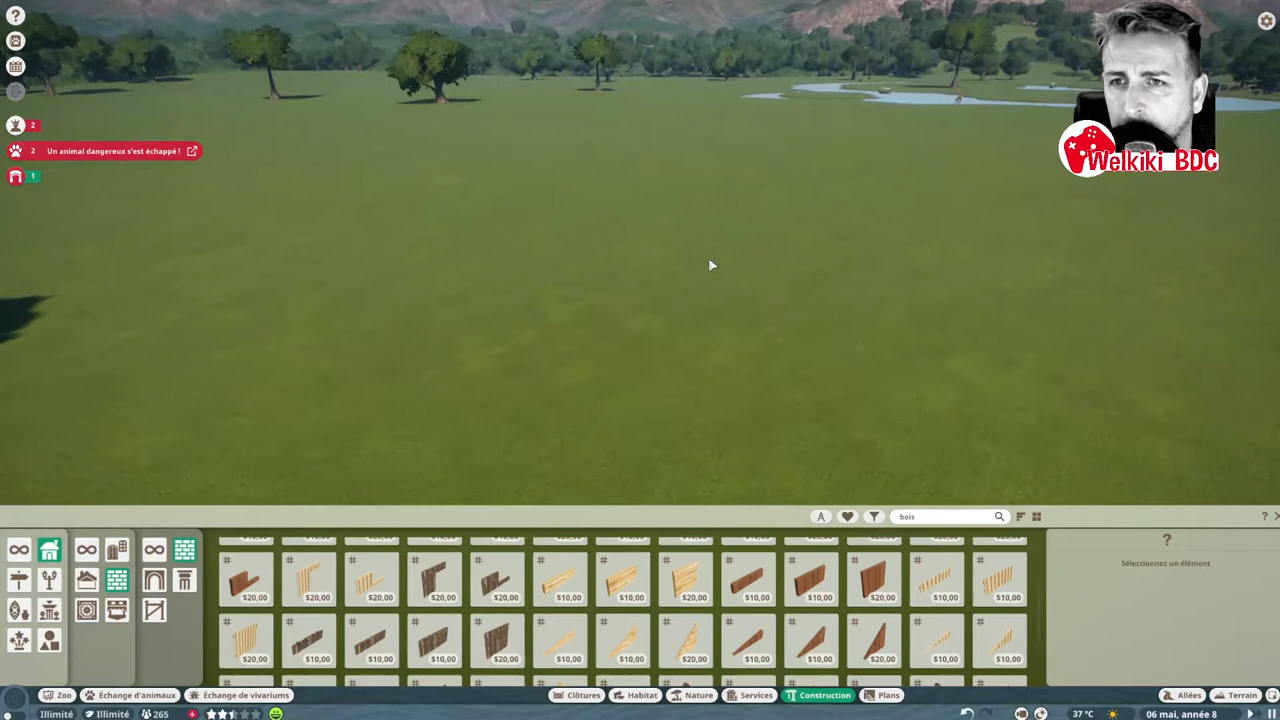 ?
2
2 Un animal dangereux s'est échappé !
1
Welkiki BDC
bois
?
?
Sélectionnez un élément
$20,00 $20,00 $20,00 $20,00 $20,00 $10,00 $10,00 $20,00 $10,00 $10,00 $20,00 $10,00 $10,00
$20,00 $10,00 $10,00 $10,00 $20,00 $10,00 $10,00 $20,00 $10,00 $10,00 $20,00 $10,00 $10,00
Zoo Échange d'animaux Échange de vivariums Clôtures Habitat Nature Services Construction Plans Allées Terrain
Illimité Illimité 265 37 °C 06 mai, année 8